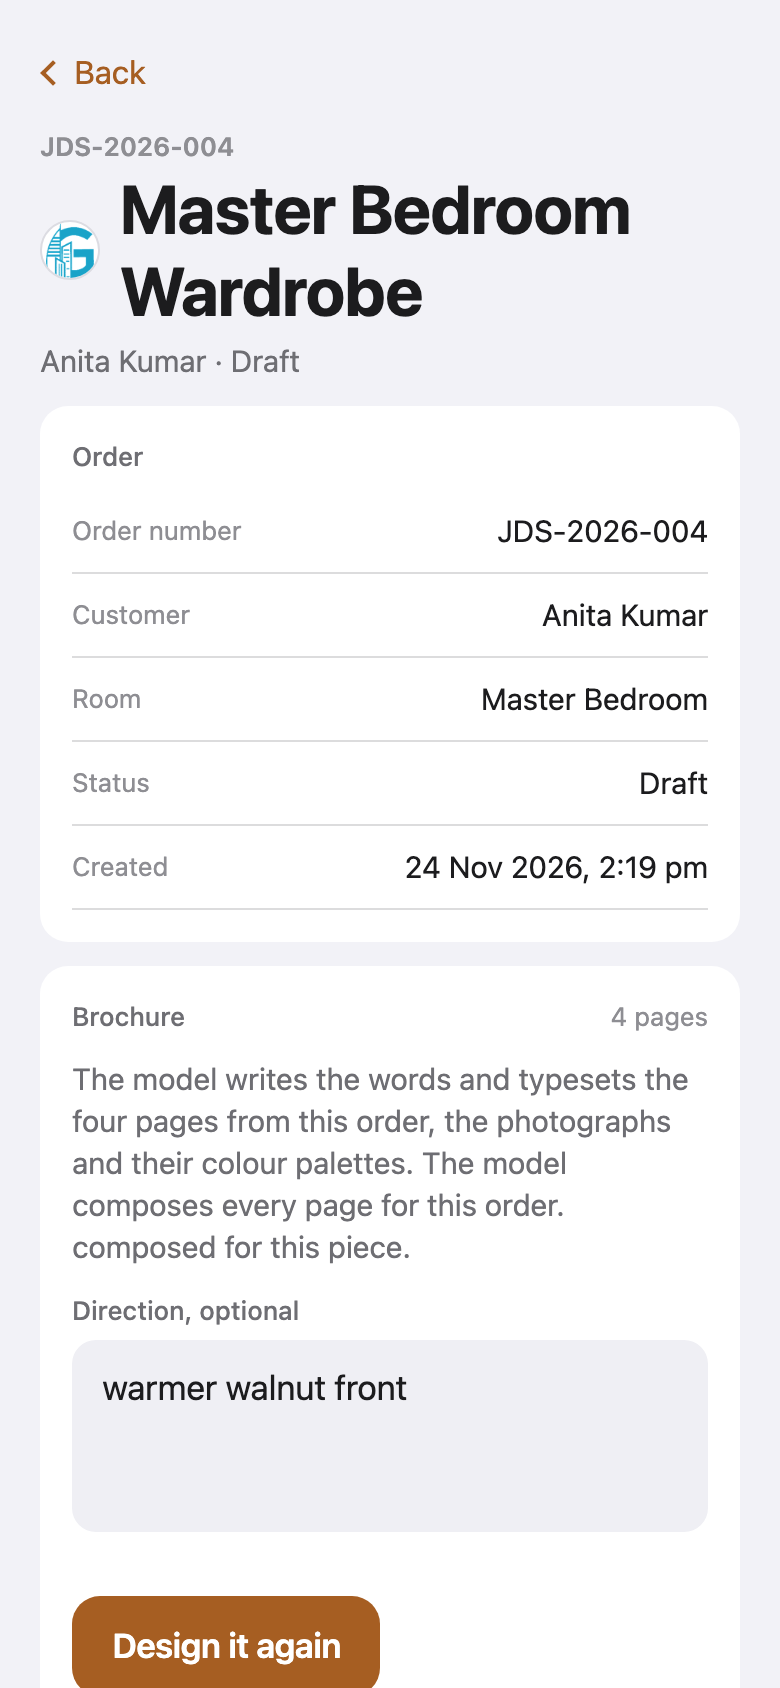 Back
JDS-2026-004
Master Bedroom
Wardrobe
Anita Kumar · Draft
Order
Order number JDS-2026-004
Customer Anita Kumar
Room Master Bedroom
Status Draft
Created 24 Nov 2026, 2:19 pm
Brochure 4 pages
The model writes the words and typesets the
four pages from this order, the photographs
and their colour palettes. The model
composes every page for this order.
composed for this piece.
Direction, optional
warmer walnut front
Design it again